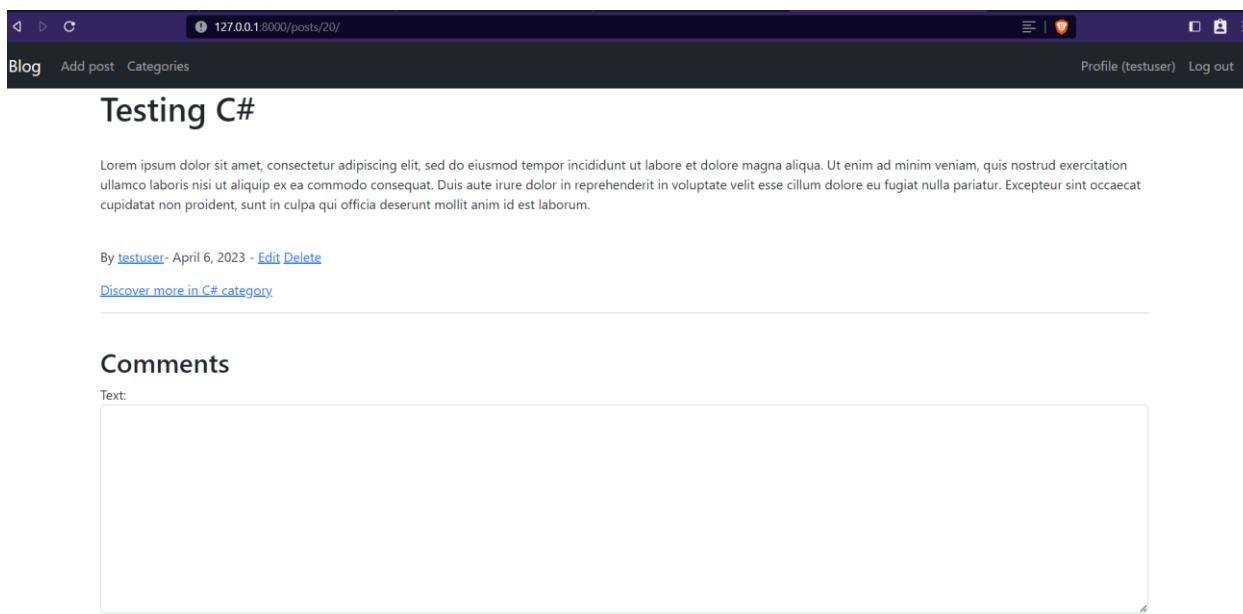 127.0.0.1:8000/posts/20/
Blog Add post Categories Profile (testuser) Log out
Testing C#
Lorem ipsum dolor sit amet, consectetur adipiscing elit, sed do eiusmod tempor incididunt ut labore et dolore magna aliqua. Ut enim ad minim veniam, quis nostrud exercitation
ullamco laboris nisi ut aliquip ex ea commodo consequat. Duis aute irure dolor in reprehenderit in voluptate velit esse cillum dolore eu fugiat nulla pariatur. Excepteur sint occaecat
cupidatat non proident, sunt in culpa qui officia deserunt mollit anim id est laborum.
By testuser- April 6, 2023 - Edit Delete
Discover more in C# category
Comments
Text: